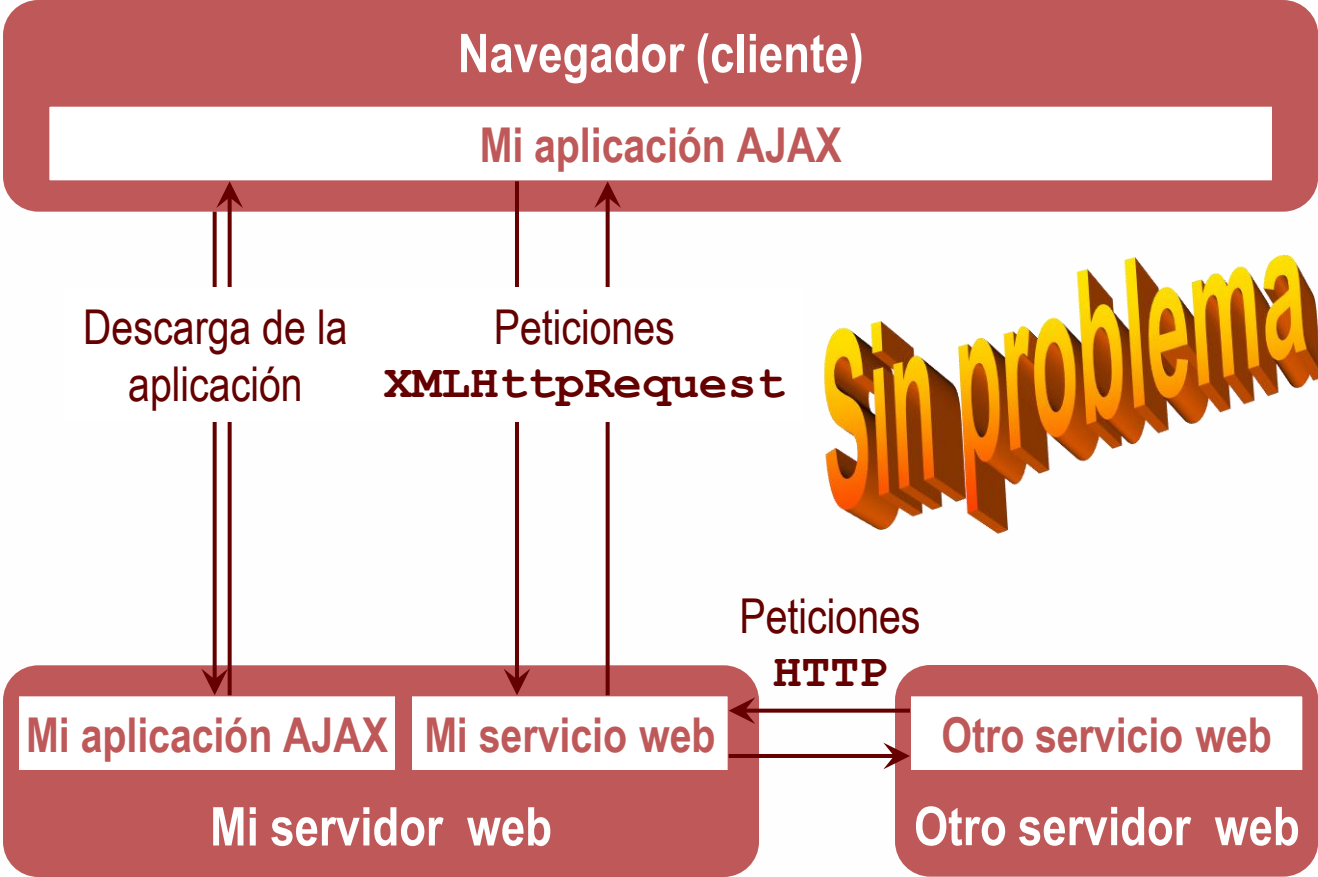 Navegador (cliente)
Mi aplicación AJAX
Descarga de la
aplicación
Peticiones
XMLHttpRequest
Sin problema
Peticiones
HTTP
Mi aplicación AJAX
Mi servicio web
Otro servicio web
Mi servidor web
Otro servidor web